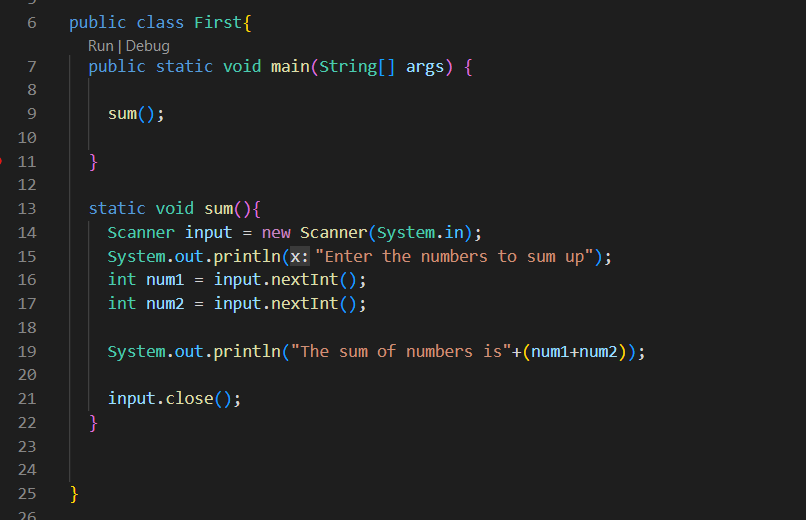 6 public class First{
Run | Debug
7 public static void main(String[] args) {
8
9 sum();
10
11 }
12
13 static void sum(){
14 Scanner input = new Scanner(System.in);
15 System.out.println(x: "Enter the numbers to sum up");
16 int num1 = input.nextInt();
17 int num2 = input.nextInt();
18
19 System.out.println("The sum of numbers is"+(num1+num2));
20
21 input.close();
22 }
23
24
25 }
26